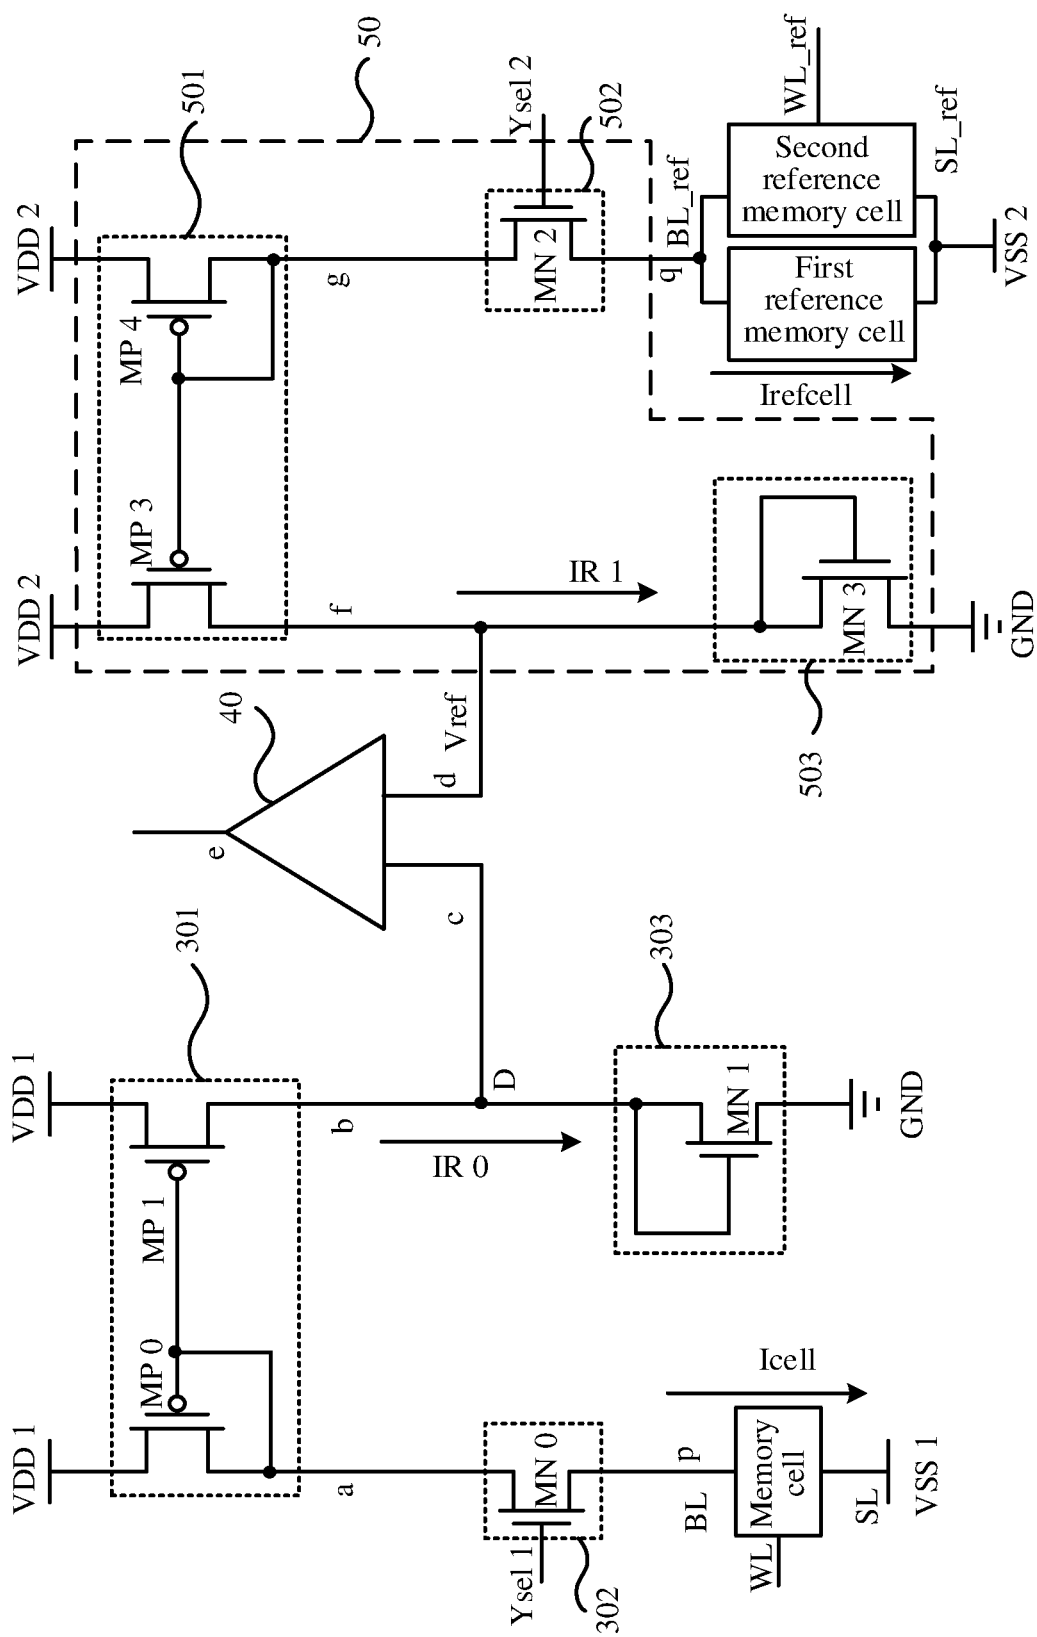 VDD 1
VDD 1
VDD 2
VDD 2
301
40
501
50
MP 0
MP 1
e
MP 3
MP 4
a
b
f
g
c
d
Vref
IR 0
D
IR 1
Ysel 1
302
MN 0
Ysel 2
502
MN 2
303
BL
p
q
BL_ref
MN 1
503
MN 3
WL
Memory
cell
Icell
Irefcell
First
reference
memory cell
Second
reference
memory cell
WL_ref
SL
VSS 1
GND
GND
SL_ref
VSS 2